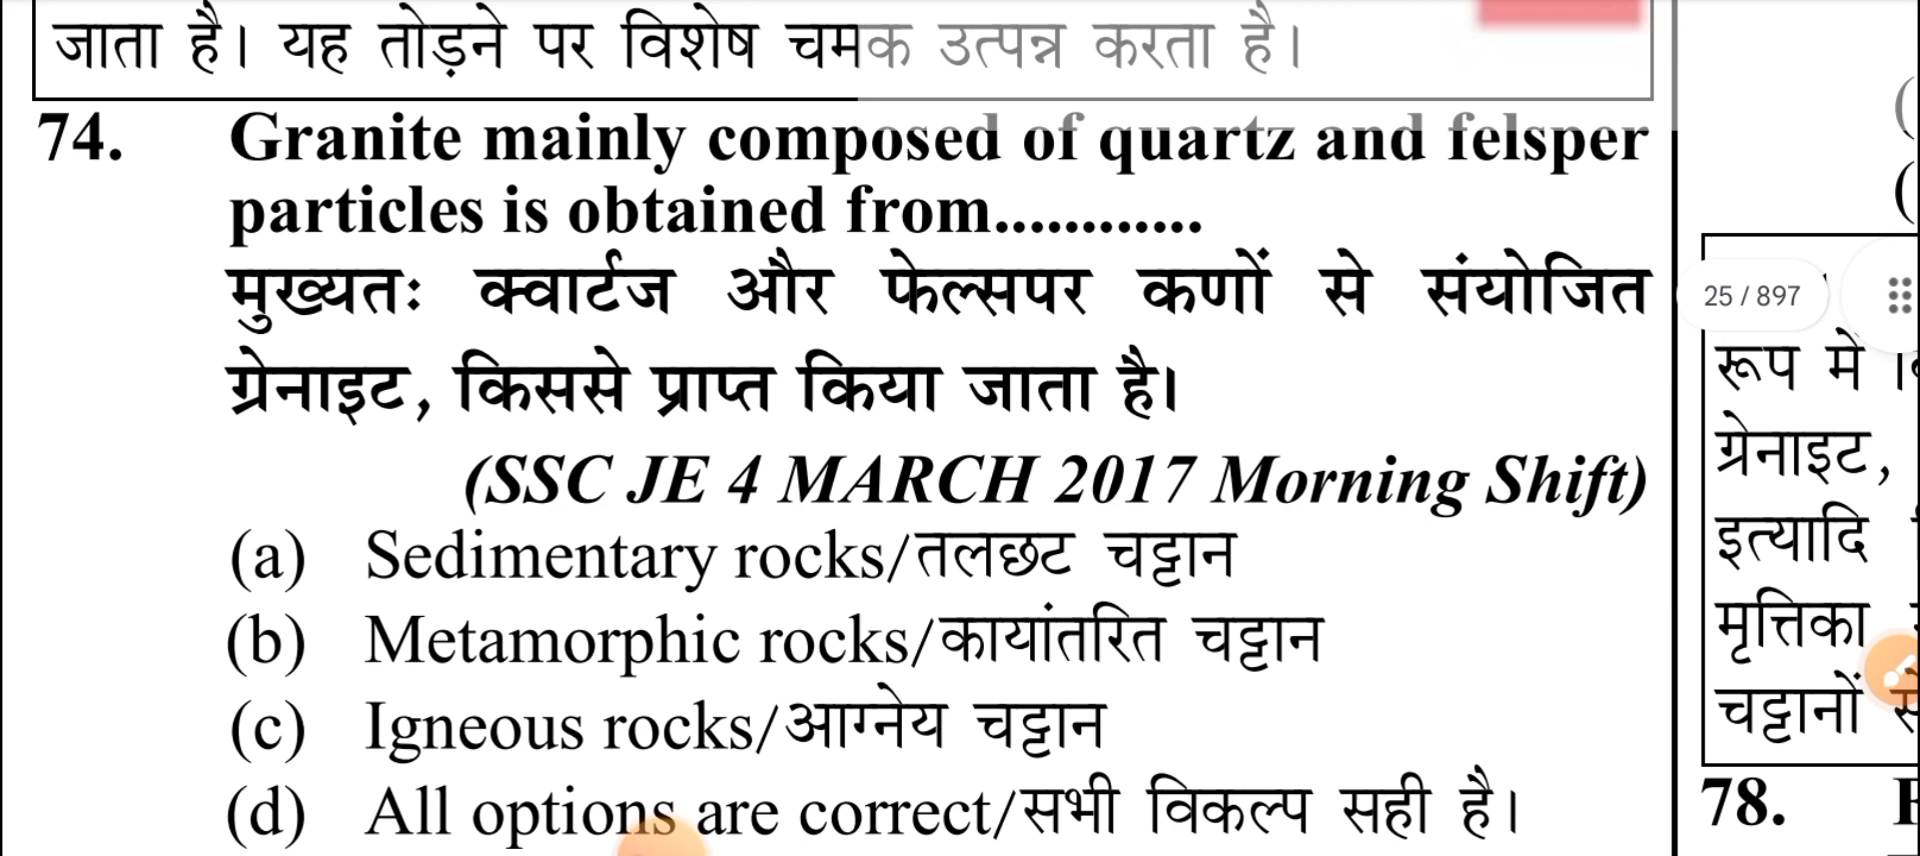 जाता है। यह तोड़ने पर विशेष चमक उत्पन्न करता है।
74. Granite mainly composed of quartz and felsper
particles is obtained from............
मुख्यतः क्वार्टज और फेल्सपर कणों से संयोजित
ग्रेनाइट, किससे प्राप्त किया जाता है।
(SSC JE 4 MARCH 2017 Morning Shift)
(a) Sedimentary rocks/तलछट चट्टान
(b) Metamorphic rocks/कायांतरित चट्टान
(c) Igneous rocks/आग्नेय चट्टान
(d) All options are correct/सभी विकल्प सही है।
25 / 897
रूप में
ग्रेनाइट,
इत्यादि
मृत्तिका
चट्टानों
78.